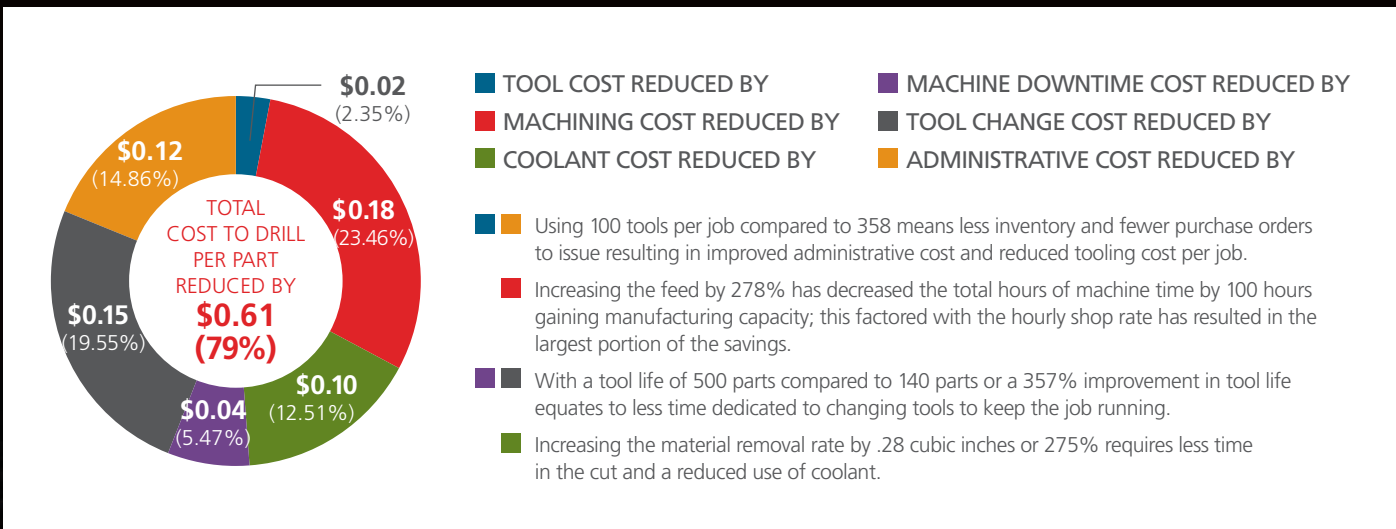 $0.02
(2.35%)
$0.12
(14.86%)
$0.18
(23.46%)
TOTAL
COST TO DRILL
PER PART
REDUCED BY
$0.61
(79%)
$0.15
(19.55%)
$0.10
(12.51%)
$0.04
(5.47%)
TOOL COST REDUCED BY
MACHINING COST REDUCED BY
COOLANT COST REDUCED BY
MACHINE DOWNTIME COST REDUCED BY
TOOL CHANGE COST REDUCED BY
ADMINISTRATIVE COST REDUCED BY
Using 100 tools per job compared to 358 means less inventory and fewer purchase orders
to issue resulting in improved administrative cost and reduced tooling cost per job.
Increasing the feed by 278% has decreased the total hours of machine time by 100 hours
gaining manufacturing capacity; this factored with the hourly shop rate has resulted in the
largest portion of the savings.
With a tool life of 500 parts compared to 140 parts or a 357% improvement in tool life
equates to less time dedicated to changing tools to keep the job running.
Increasing the material removal rate by .28 cubic inches or 275% requires less time
in the cut and a reduced use of coolant.